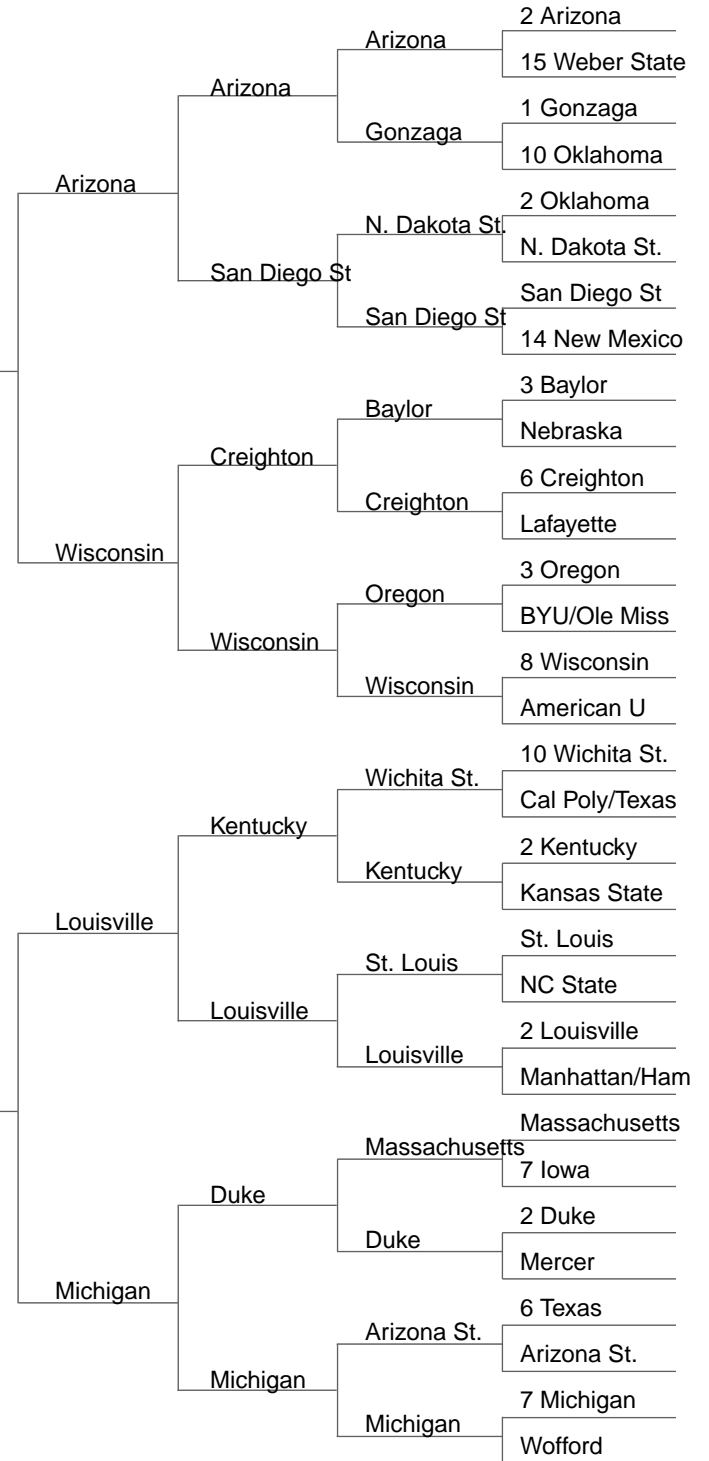 2 Arizona
Arizona
15 Weber State
Arizona
1 Gonzaga
Gonzaga
10 Oklahoma
Arizona
2 Oklahoma
N. Dakota St.
N. Dakota St.
San Diego St
San Diego St
San Diego St
14 New Mexico
3 Baylor
Baylor
Nebraska
Creighton
6 Creighton
Creighton
Lafayette
Wisconsin
3 Oregon
Oregon
BYU/Ole Miss
Wisconsin
8 Wisconsin
Wisconsin
American U
10 Wichita St.
Wichita St.
Cal Poly/Texas
Kentucky
2 Kentucky
Kentucky
Kansas State
Louisville
St. Louis
St. Louis
NC State
Louisville
2 Louisville
Louisville
Manhattan/Ham
Massachusetts
Massachusetts
7 Iowa
Duke
2 Duke
Duke
Mercer
Michigan
6 Texas
Arizona St.
Arizona St.
Michigan
7 Michigan
Michigan
Wofford